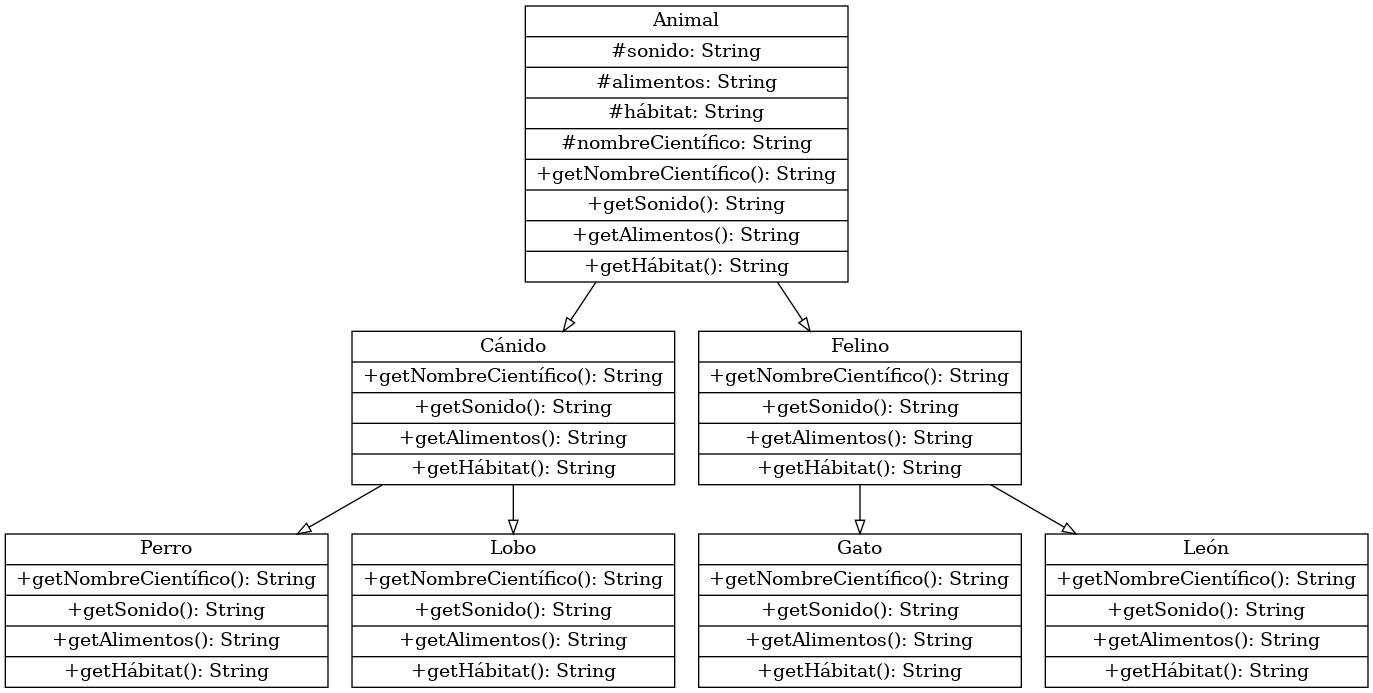 Animal
#sonido: String
#alimentos: String
#hábitat: String
#nombreCientífico: String
+getNombreCientífico(): String
+getSonido(): String
+getAlimentos(): String
+getHábitat(): String
Cánido
+getNombreCientífico(): String
+getSonido(): String
+getAlimentos(): String
+getHábitat(): String
Felino
+getNombreCientífico(): String
+getSonido(): String
+getAlimentos(): String
+getHábitat(): String
Perro
+getNombreCientífico(): String
+getSonido(): String
+getAlimentos(): String
+getHábitat(): String
Lobo
+getNombreCientífico(): String
+getSonido(): String
+getAlimentos(): String
+getHábitat(): String
Gato
+getNombreCientífico(): String
+getSonido(): String
+getAlimentos(): String
+getHábitat(): String
León
+getNombreCientífico(): String
+getSonido(): String
+getAlimentos(): String
+getHábitat(): String